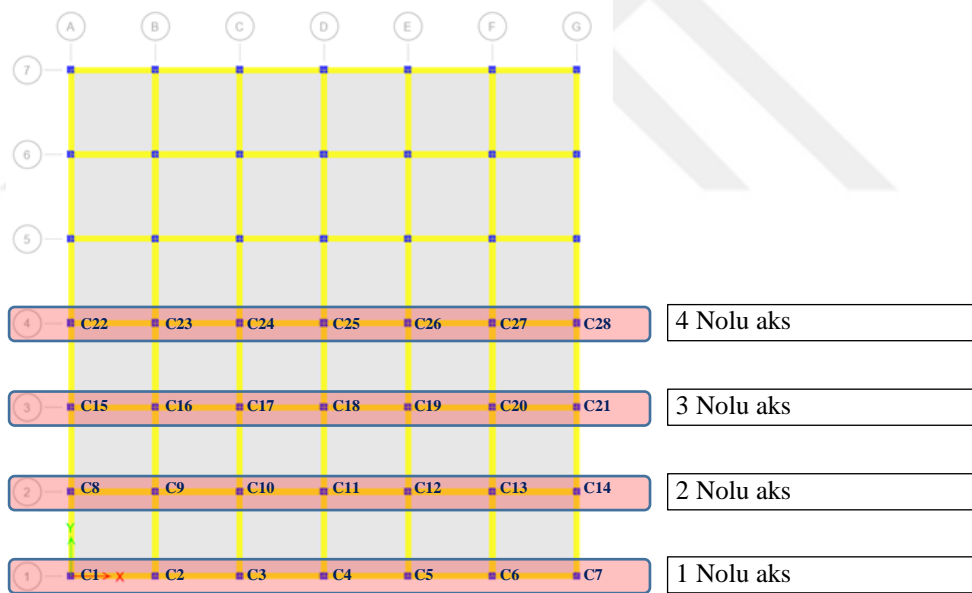 A B C D E F G
7
6
5
4 C22 C23 C24 C25 C26 C27 C28 4 Nolu aks
3 C15 C16 C17 C18 C19 C20 C21 3 Nolu aks
2 C8 C9 C10 C11 C12 C13 C14 2 Nolu aks
Y
1 C1 X C2 C3 C4 C5 C6 C7 1 Nolu aks